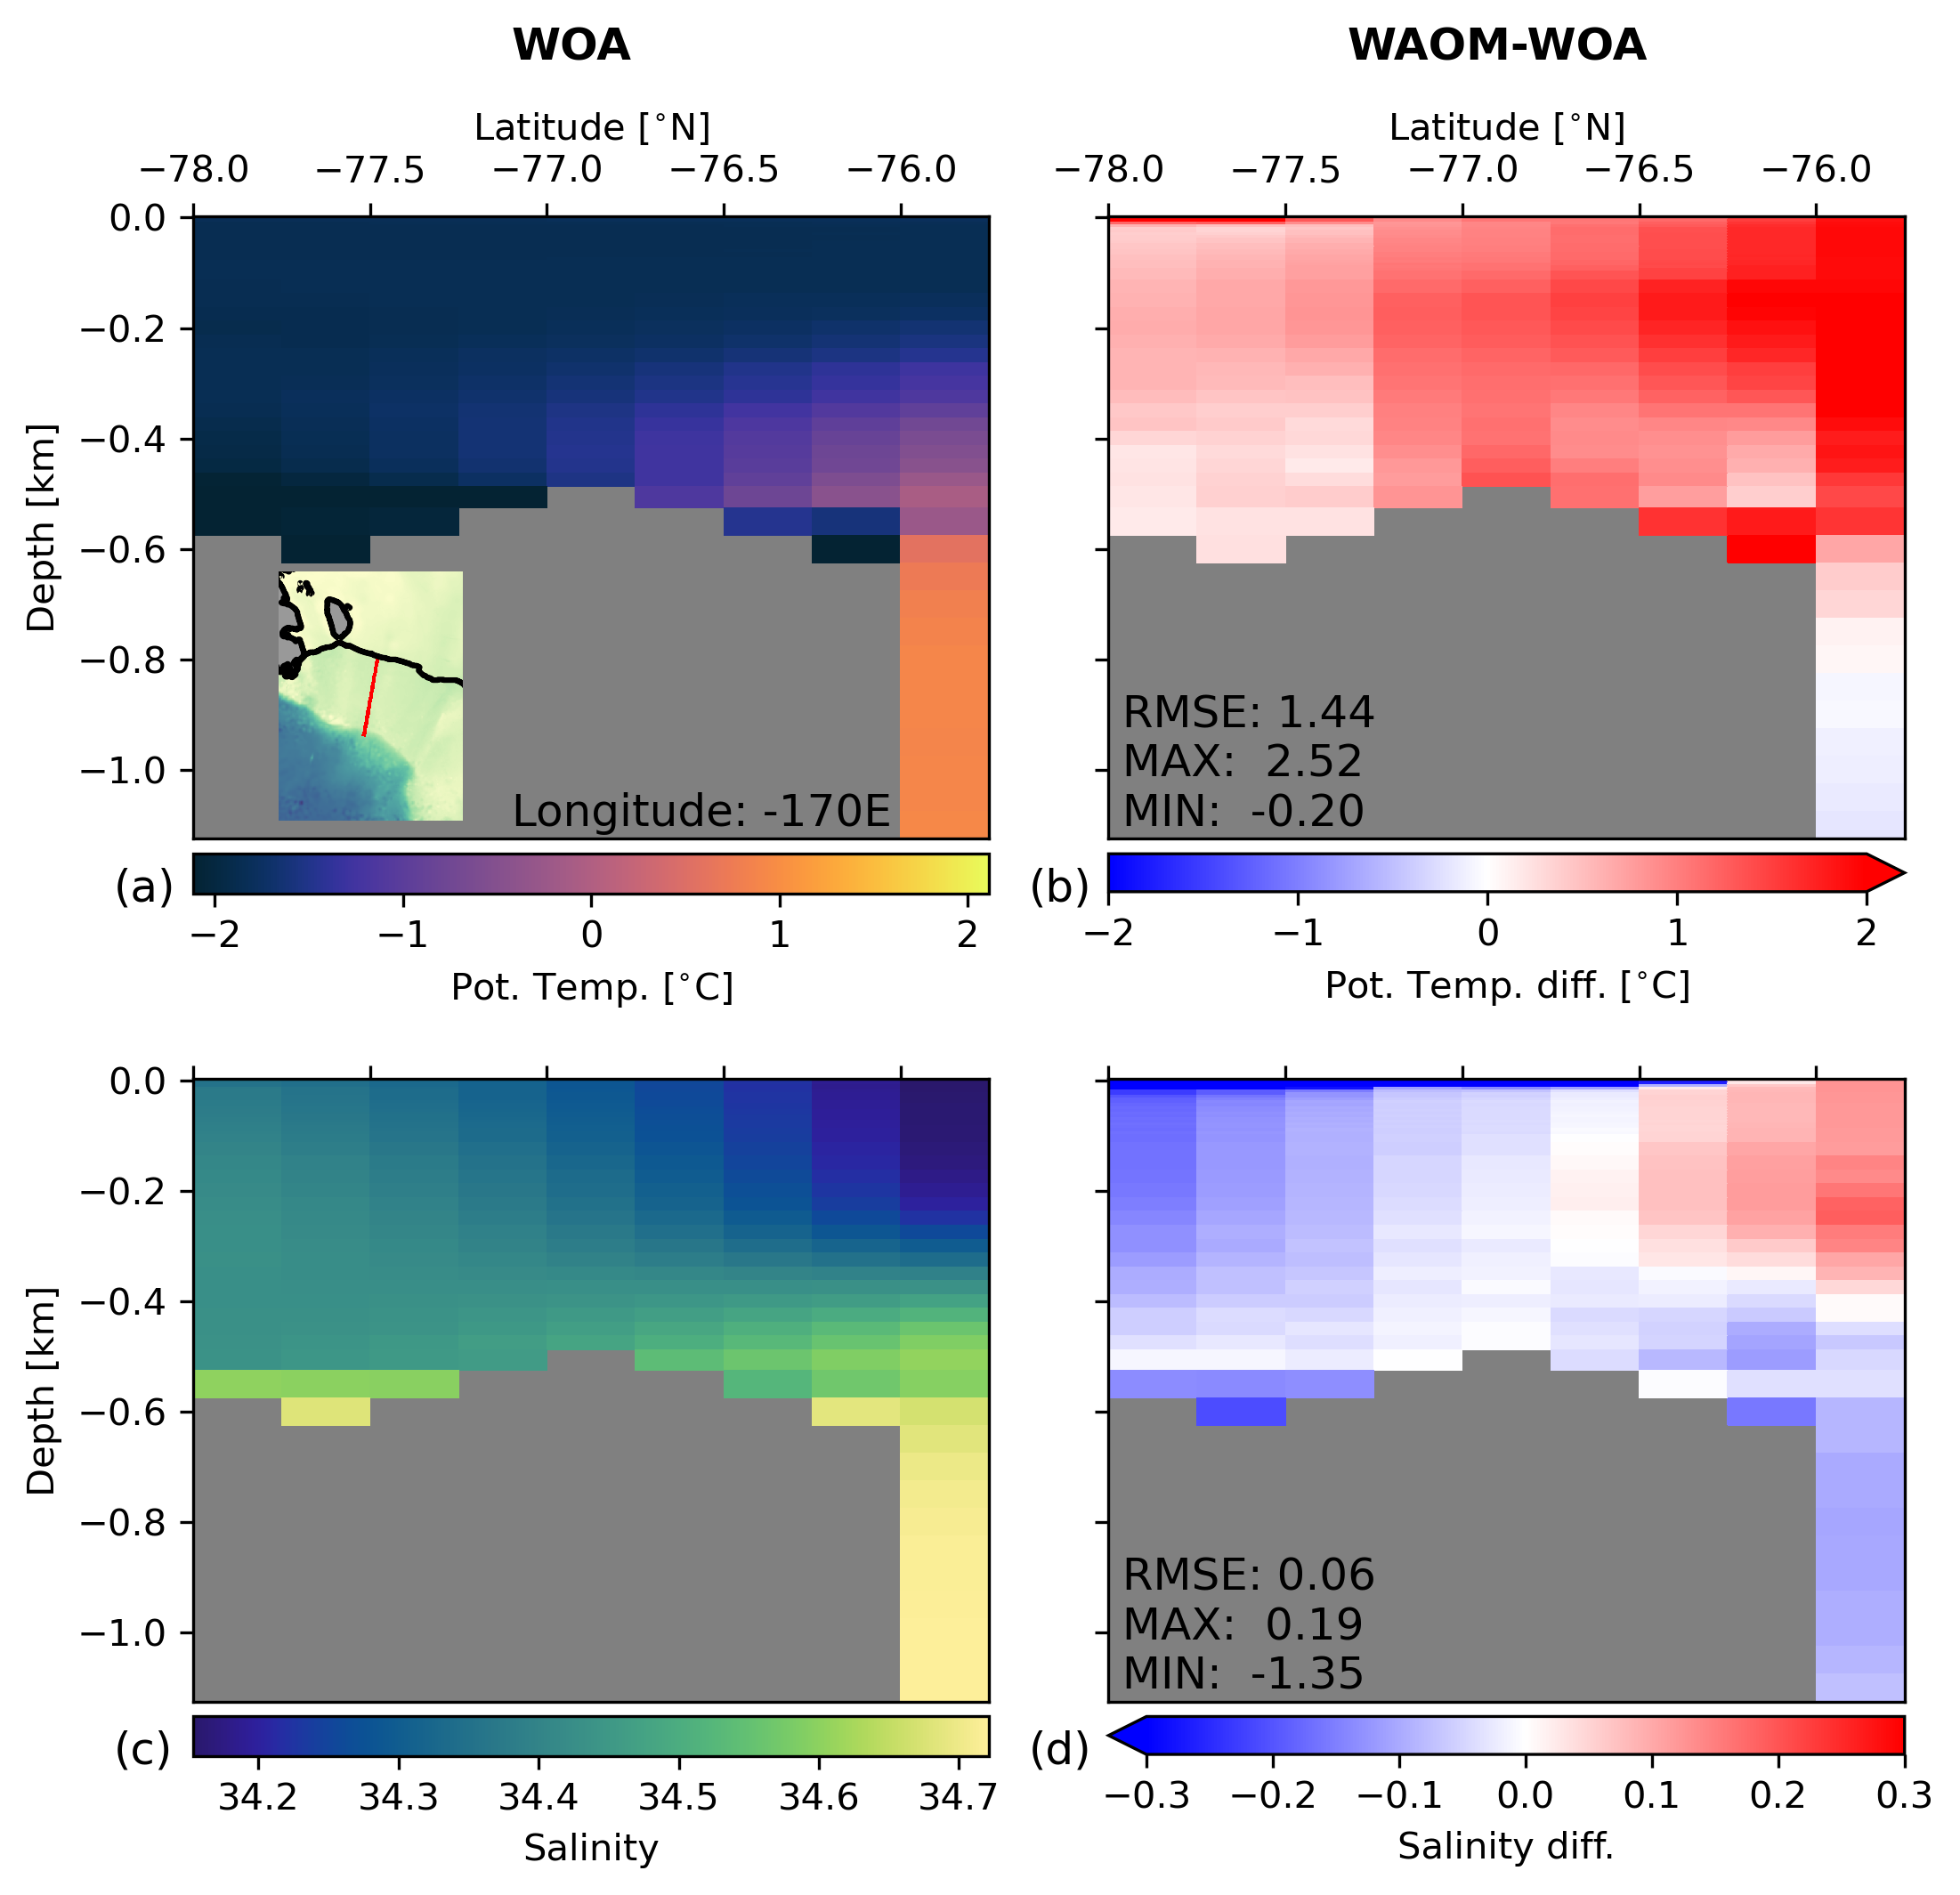 WOA
WAOM-WOA
Latitude [°N]
Latitude [°N]
−78.0 −77.5 −77.0 −76.5 −76.0
−78.0 −77.5 −77.0 −76.5 −76.0
0.0
−0.2
−0.4
−0.6
−0.8
−1.0
Depth [km]
Longitude: -170E
RMSE: 1.44
MAX: 2.52
MIN: -0.20
(a)
−2 −1 0 1 2
Pot. Temp. [°C]
(b)
−2 −1 0 1 2
Pot. Temp. diff. [°C]
0.0
−0.2
−0.4
−0.6
−0.8
−1.0
Depth [km]
RMSE: 0.06
MAX: 0.19
MIN: -1.35
(c)
34.2 34.3 34.4 34.5 34.6 34.7
Salinity
(d)
−0.3 −0.2 −0.1 0.0 0.1 0.2 0.3
Salinity diff.